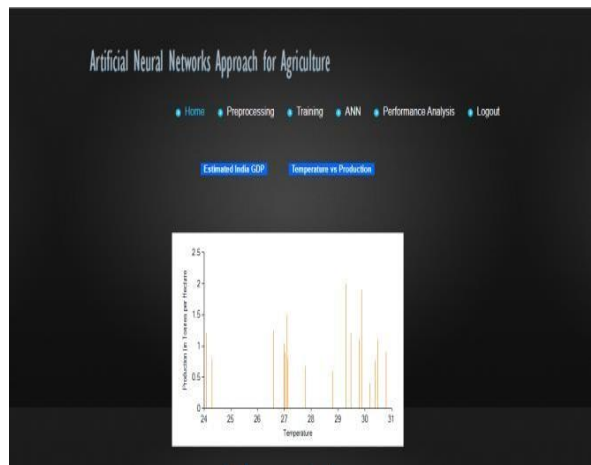 Artificial Neural Networks Approach for Agriculture
Home Preprocessing Training ANN Performance Analysis Logout
Estimated India GDP Temperature vs Production
2.5
2
1.5
1
0.5
0
Production (in Tonnes per Hectare
24 25 26 27 28 29 30 31
Temperature